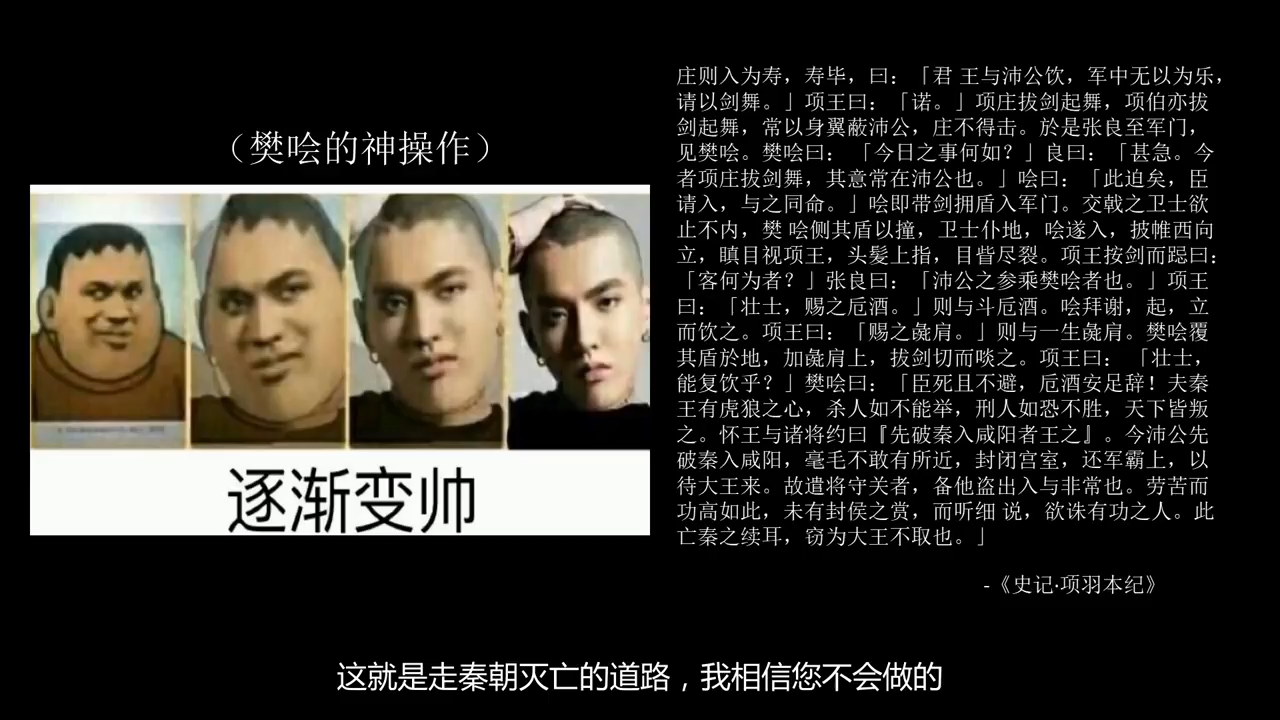 （樊哙的神操作）
逐渐变帅
庄则入为寿，寿毕，曰：「君 王与沛公饮，军中无以为乐，
请以剑舞。」项王曰：「诺。」项庄拔剑起舞，项伯亦拔
剑起舞，常以身翼蔽沛公，庄不得击。於是张良至军门，
见樊哙。樊哙曰：「今日之事何如？」良曰：「甚急。今
者项庄拔剑舞，其意常在沛公也。」哙曰：「此迫矣，臣
请入，与之同命。」哙即带剑拥盾入军门。交戟之卫士欲
止不内，樊 哙侧其盾以撞，卫士仆地，哙遂入，披帷西向
立，瞋目视项王，头髮上指，目眥尽裂。项王按剑而跽曰：
「客何为者？」张良曰：「沛公之参乘樊哙者也。」项王
曰：「壮士，赐之卮酒。」则与斗卮酒。哙拜谢，起，立
而饮之。项王曰：「赐之彘肩。」则与一生彘肩。樊哙覆
其盾於地，加彘肩上，拔剑切而啖之。项王曰：「壮士，
能复饮乎？」樊哙曰：「臣死且不避，卮酒安足辞！夫秦
王有虎狼之心，杀人如不能举，刑人如恐不胜，天下皆叛
之。怀王与诸将约曰『先破秦入咸阳者王之』。今沛公先
破秦入咸阳，毫毛不敢有所近，封闭宫室，还军霸上，以
待大王来。故遣将守关者，备他盗出入与非常也。劳苦而
功高如此，未有封侯之赏，而听细 说，欲诛有功之人。此
亡秦之续耳，窃为大王不取也。」
-《史记·项羽本纪》
这就是走秦朝灭亡的道路，我相信您不会做的